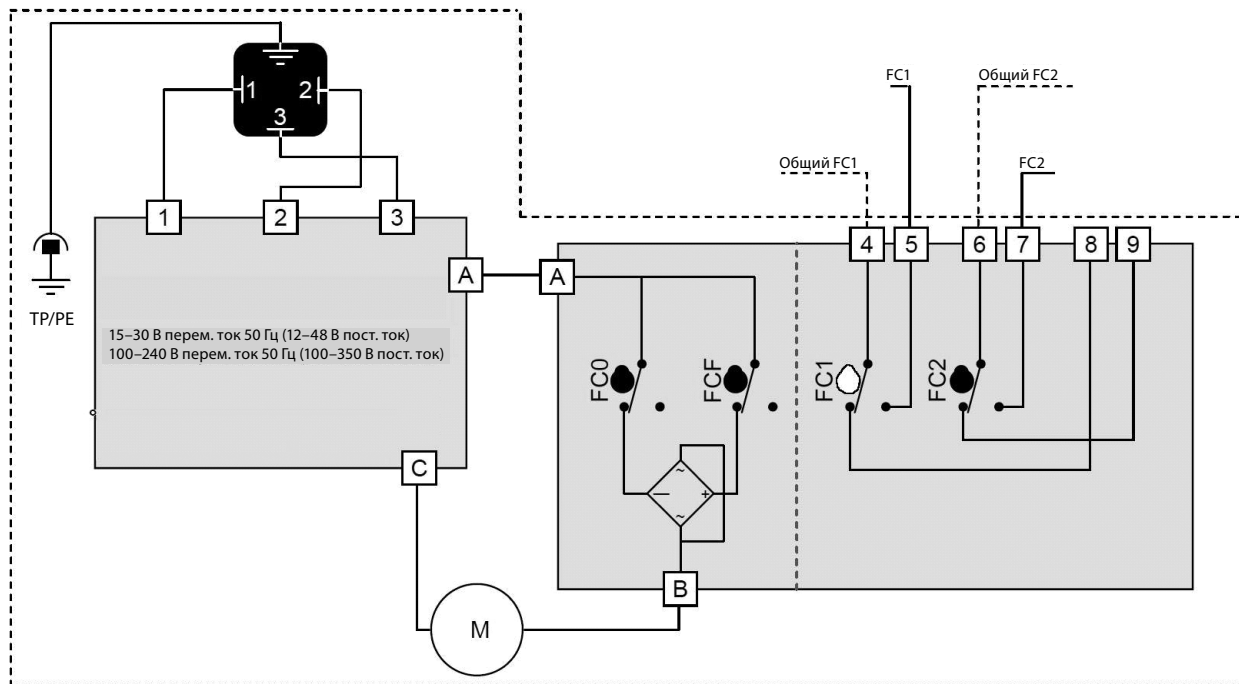 1
2
3
FC1
Общий FC2
Общий FC1
FC2
1
2
3
4
5
6
7
8
9
A
A
TP/PE
15–30 В перем. ток 50 Гц (12–48 В пост. ток)
100–240 В перем. ток 50 Гц (100–350 В пост. ток)
FC0
FCF
FC1
FC2
~
— +
~
C
B
M